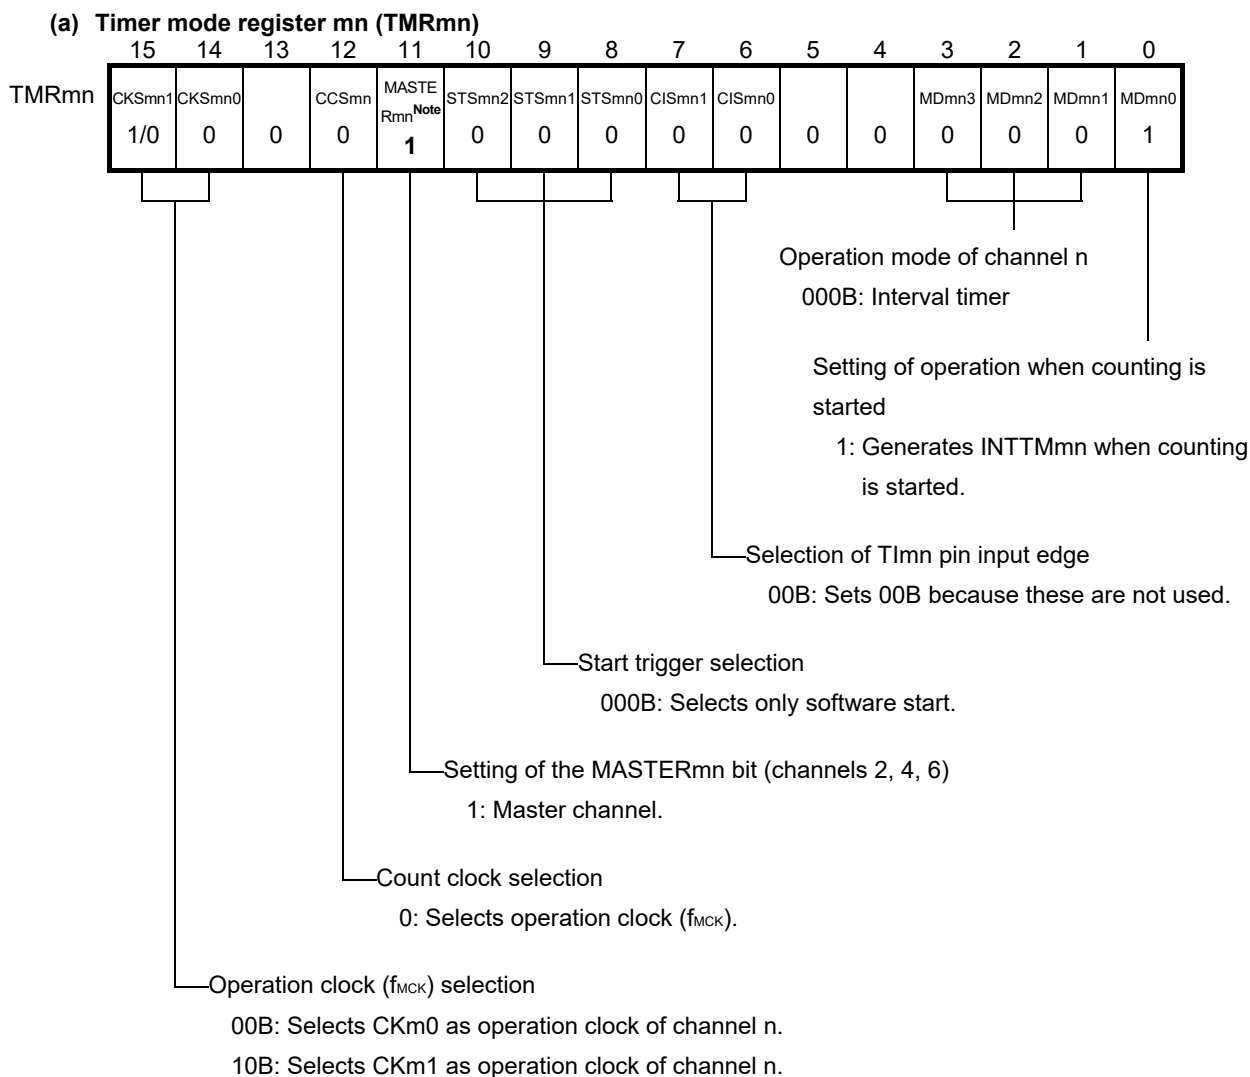 (a) Timer mode register mn (TMRmn)
15 14 13 12 11 10 9 8 7 6 5 4 3 2 1 0
TMRmn CKSmn1 CKSmn0 CCSmn MASTE STSmn2 STSmn1 STSmn0 CISmn1 CISmn0 MDmn3 MDmn2 MDmn1 MDmn0
RmnNote
1/0 0 0 0 1 0 0 0 0 0 0 0 0 0 0 1
Operation mode of channel n
000B: Interval timer
Setting of operation when counting is
started
1: Generates INTTMmn when counting
is started.
Selection of TImn pin input edge
00B: Sets 00B because these are not used.
Start trigger selection
000B: Selects only software start.
Setting of the MASTERmn bit (channels 2, 4, 6)
1: Master channel.
Count clock selection
0: Selects operation clock (fMCK).
Operation clock (fMCK) selection
00B: Selects CKm0 as operation clock of channel n.
10B: Selects CKm1 as operation clock of channel n.